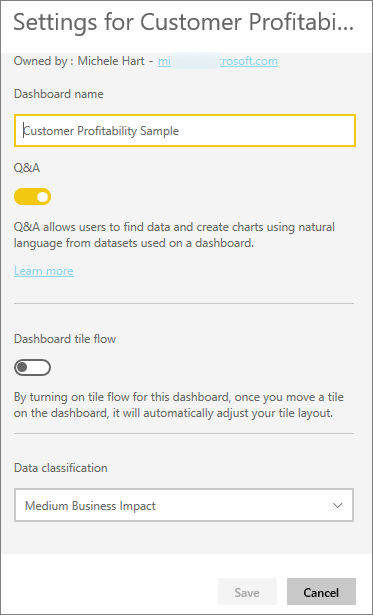 Settings for Customer Profitabi...
Owned by : Michele Hart - mi rosoft.com
Dashboard name
Customer Profitability Sample
Q&A
Q&A allows users to find data and create charts using natural
language from datasets used on a dashboard.
Learn more
Dashboard tile flow
By turning on tile flow for this dashboard, once you move a tile
on the dashboard, it will automatically adjust your tile layout.
Data classification
Medium Business Impact
Save
Cancel